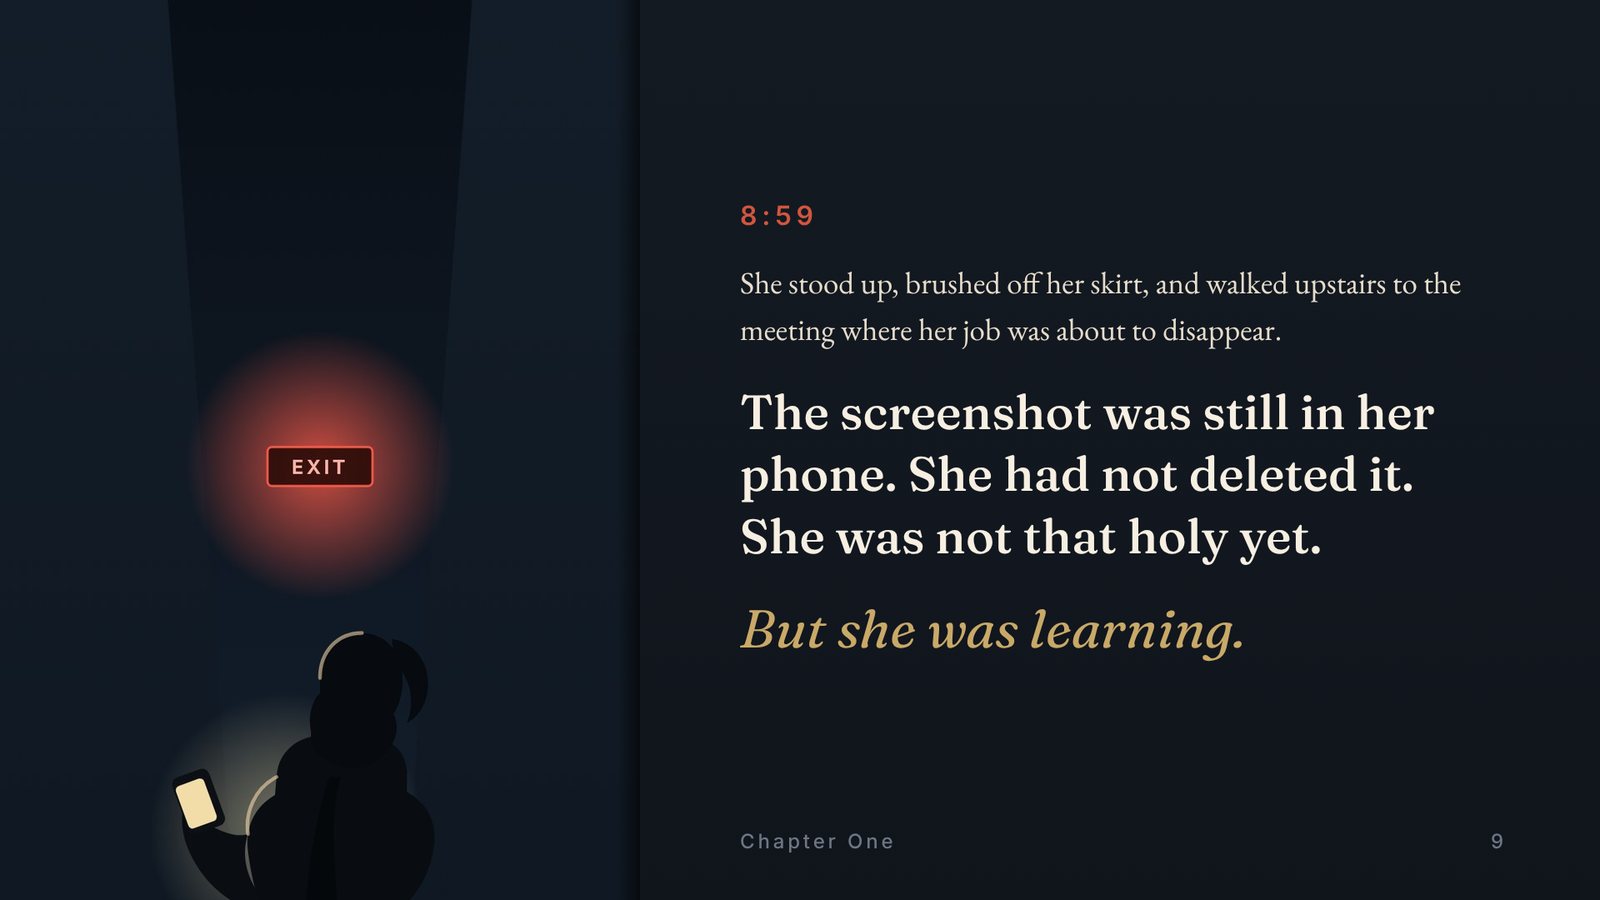 EXIT
8:59
She stood up, brushed off her skirt, and walked upstairs to the
meeting where her job was about to disappear.
The screenshot was still in her
phone. She had not deleted it.
She was not that holy yet.
But she was learning.
Chapter One
9